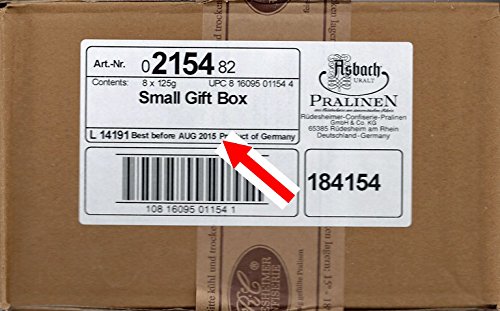 Art.-Nr. 0 2154 82
Contents: 8 x 125g UPC 8 16095 01154 4
Small Gift Box
L 14191 Best before AUG 2015 Product of Germany
108 16095 01154 1
Asbach
URALT
PRALINEN
Rüdesheimer-Confiserie-Pralinen
GmbH & Co. KG
65385 Rüdesheim am Rhein
Deutschland - Germany
184154